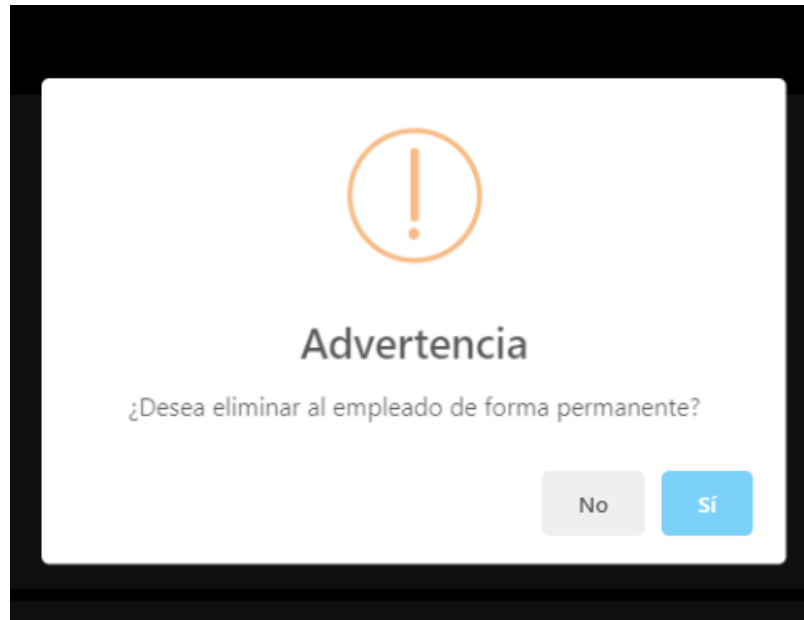 Advertencia
¿Desea eliminar al empleado de forma permanente?
No Sí